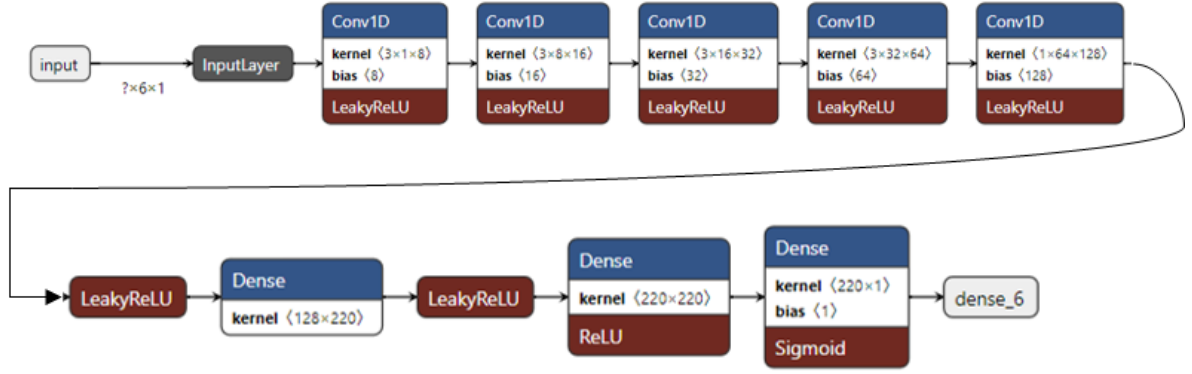 input
?×6×1
InputLayer
Conv1D
kernel ⟨3×1×8⟩
bias ⟨8⟩
LeakyReLU
Conv1D
kernel ⟨3×8×16⟩
bias ⟨16⟩
LeakyReLU
Conv1D
kernel ⟨3×16×32⟩
bias ⟨32⟩
LeakyReLU
Conv1D
kernel ⟨3×32×64⟩
bias ⟨64⟩
LeakyReLU
Conv1D
kernel ⟨1×64×128⟩
bias ⟨128⟩
LeakyReLU
LeakyReLU
Dense
kernel ⟨128×220⟩
LeakyReLU
Dense
kernel ⟨220×220⟩
ReLU
Dense
kernel ⟨220×1⟩
bias ⟨1⟩
Sigmoid
dense_6